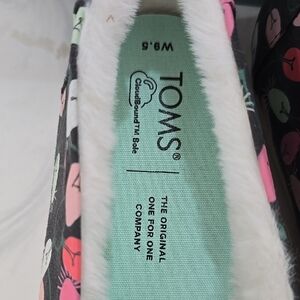 W9.5
TOMS®
CloudBound™ Sole
THE ORIGINAL
ONE FOR ONE
COMPANY